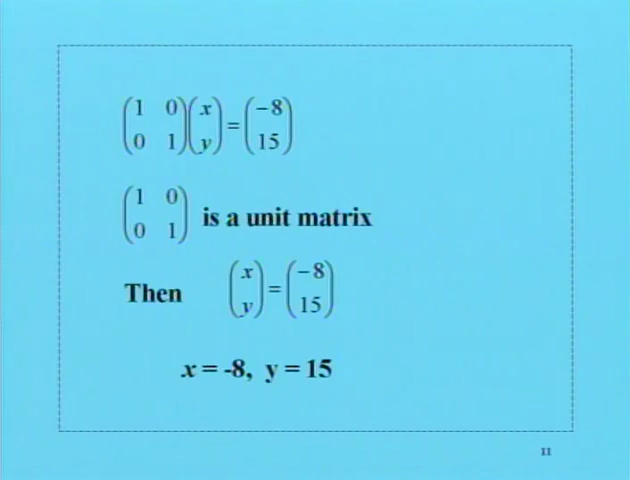 (1 0
0 1)(x
y) = (−8
15)
(1 0
0 1) is a unit matrix
Then (x
y) = (−8
15)
x = -8, y = 15
11